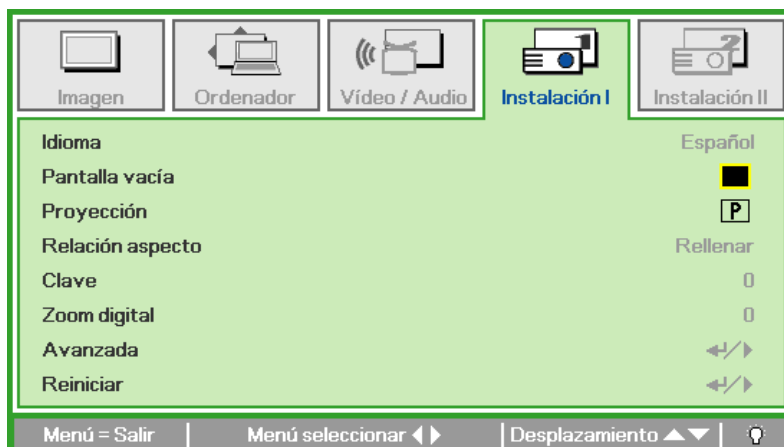 Imagen
Ordenador
Vídeo / Audio
Instalación I
Instalación II
Idioma Español
Pantalla vacía
Proyección P
Relación aspecto Rellenar
Clave 0
Zoom digital 0
Avanzada
Reiniciar
Menú = Salir Menú seleccionar Desplazamiento